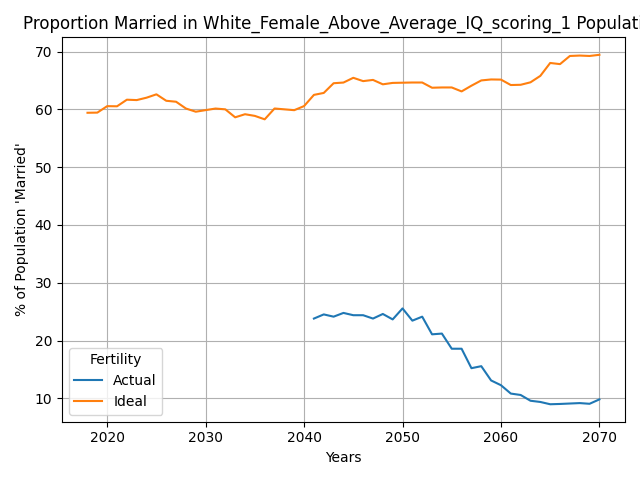 Proportion Married in White_Female_Above_Average_IQ_scoring_1 Populati
% of Population 'Married'
70
60
50
40
30
20
10
Fertility
Actual
Ideal
2020 2030 2040 2050 2060 2070
Years